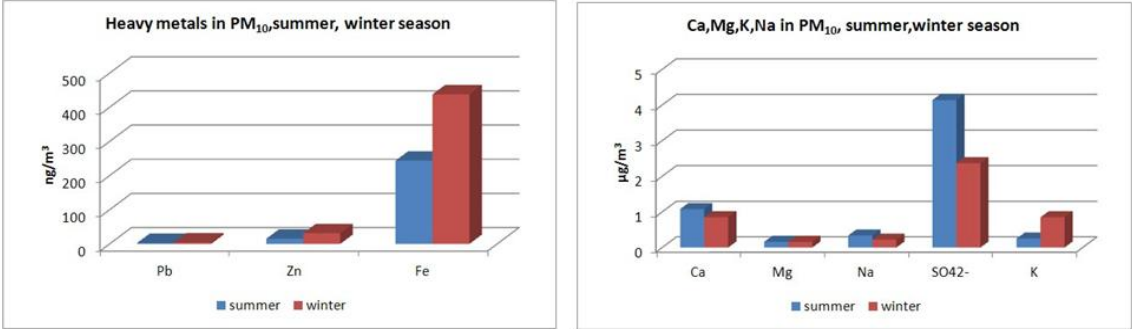 Heavy metals in PM₁₀,summer, winter season
500
400
300
200
100
0
ng/m³
Pb Zn Fe
summer winter
Ca,Mg,K,Na in PM₁₀, summer,winter season
5
4
3
2
1
0
µg/m³
Ca Mg Na SO42- K
summer winter